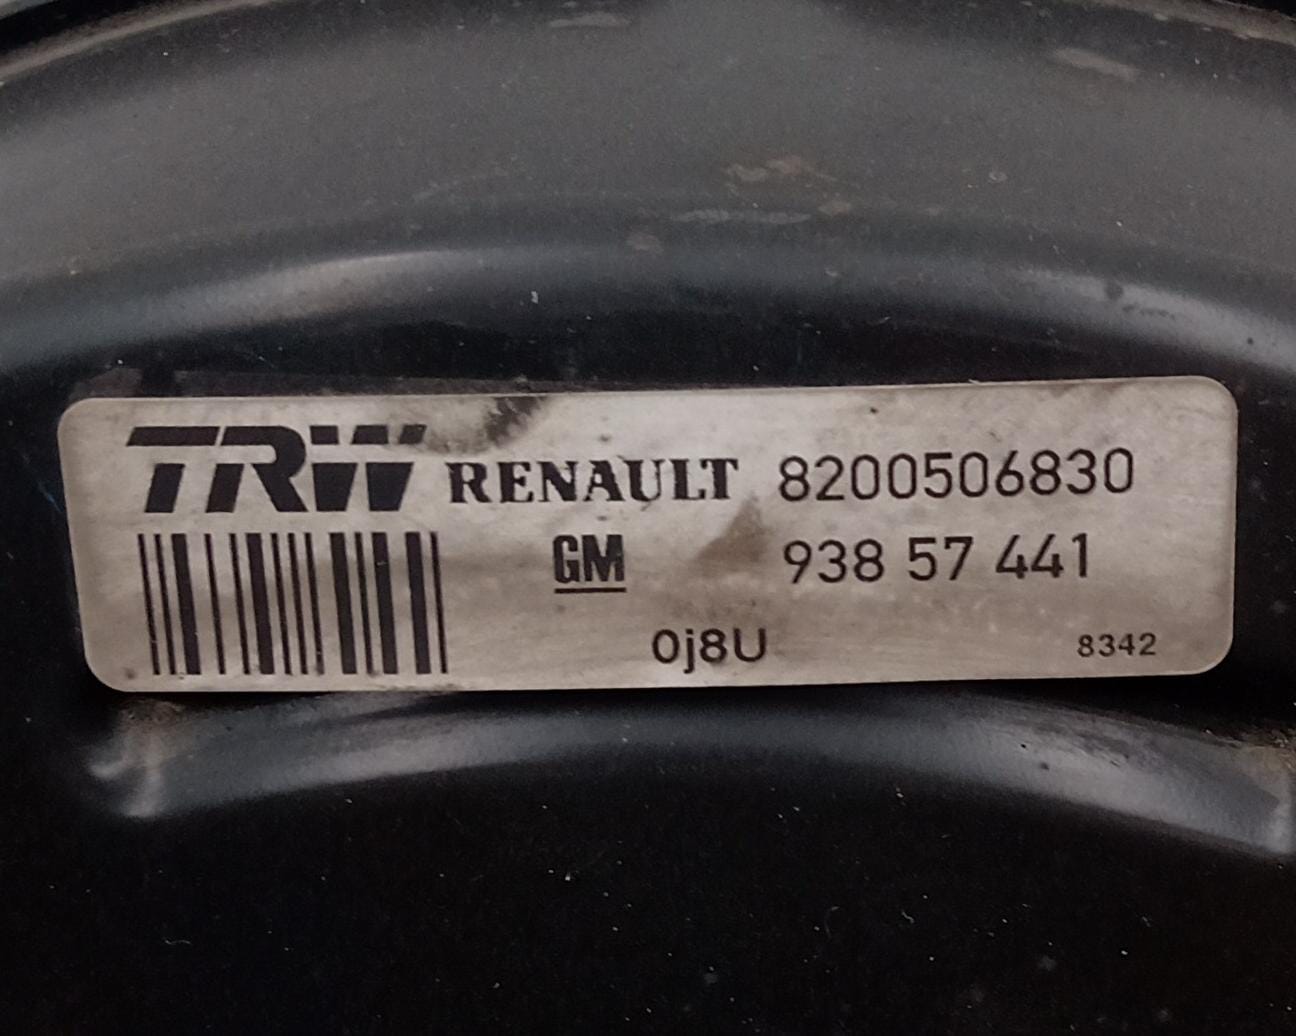 TRW RENAULT 8200506830
GM 938 57 441
0j8U 8342